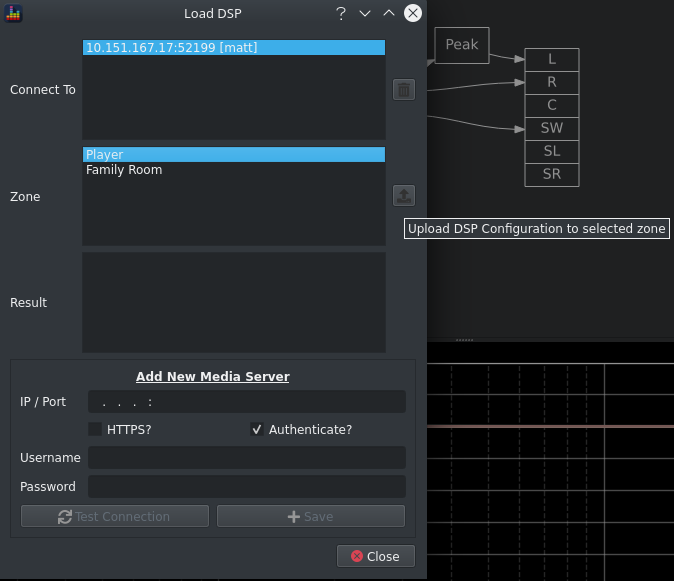 Load DSP
?
Connect To
10.151.167.17:52199 [matt]
Zone
Player
Family Room
Upload DSP Configuration to selected zone
Result
Add New Media Server
IP / Port
. . . :
HTTPS?
Authenticate?
Username
Password
Test Connection
Save
Close
Peak
L
R
C
SW
SL
SR